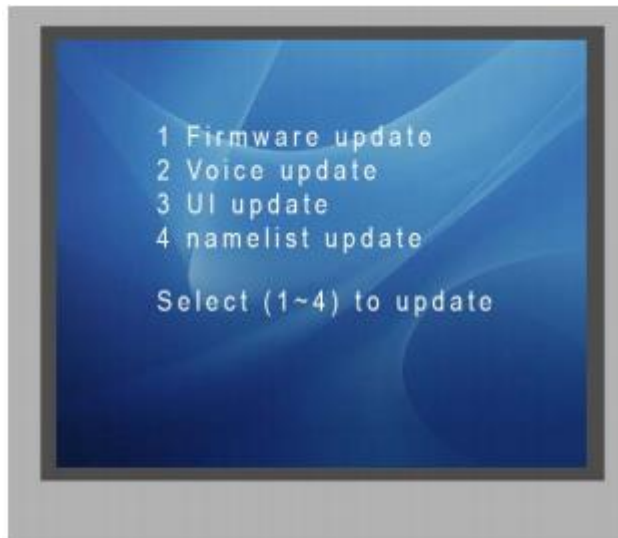 1 Firmware update
2 Voice update
3 UI update
4 namelist update
Select (1~4) to update